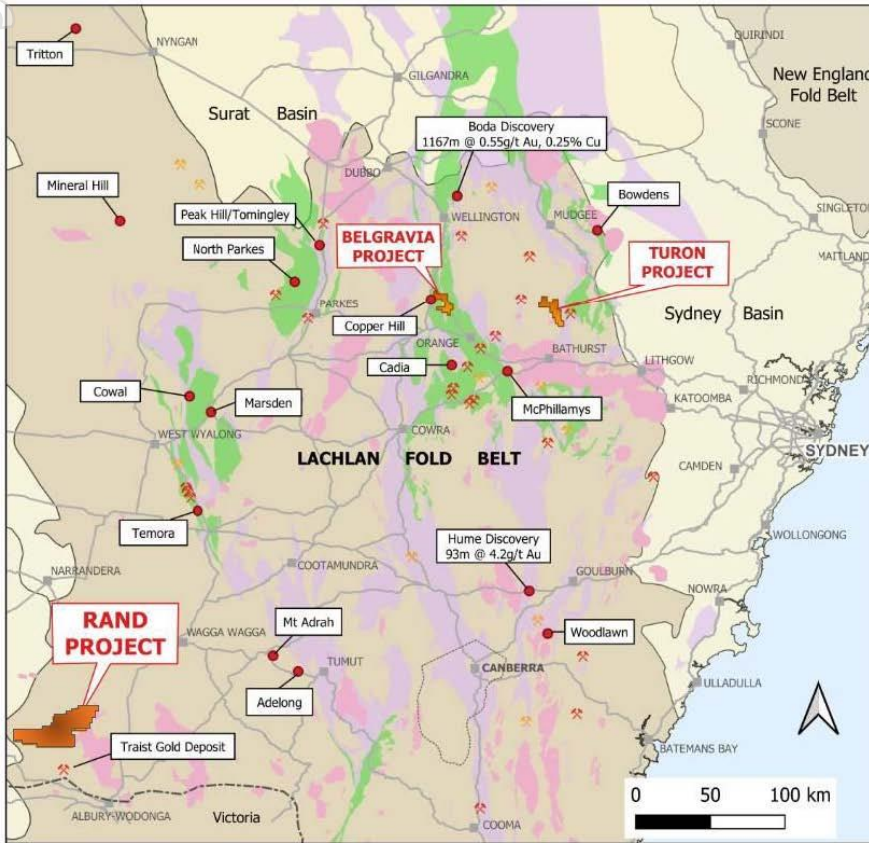 Tritton
NYNGAN
QUIRINDI
GILGANDRA
New England
Fold Belt
Surat Basin
SCONE
Boda Discovery
1167m @ 0.55g/t Au, 0.25% Cu
DUBBO
Mineral Hill
Bowdens
Peak Hill/Tomingley
WELLINGTON
MUDGEE
SINGLETON
BELGRAVIA
PROJECT
North Parkes
TURON
PROJECT
MAITLAND
PARKES
Copper Hill
Sydney Basin
ORANGE
BATHURST
Cadia
LITHGOW
RICHMOND
Cowal
Marsden
McPhillamys
KATOOMBA
COWRA
WEST WYALONG
SYDNEY
LACHLAN FOLD BELT
CAMDEN
Temora
WOLLONGONG
Hume Discovery
93m @ 4.2g/t Au
COOTAMUNDRA
NARRANDERA
GOULBURN
NOWRA
RAND
PROJECT
WAGGA WAGGA
Mt Adrah
Woodlawn
TUMUT
CANBERRA
Adelong
ULLADULLA
Traist Gold Deposit
BATEMANS BAY
0 50 100 km
ALBURY-WODONGA
Victoria
COOMA